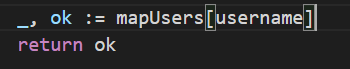 _, ok := mapUsers[username]
return ok